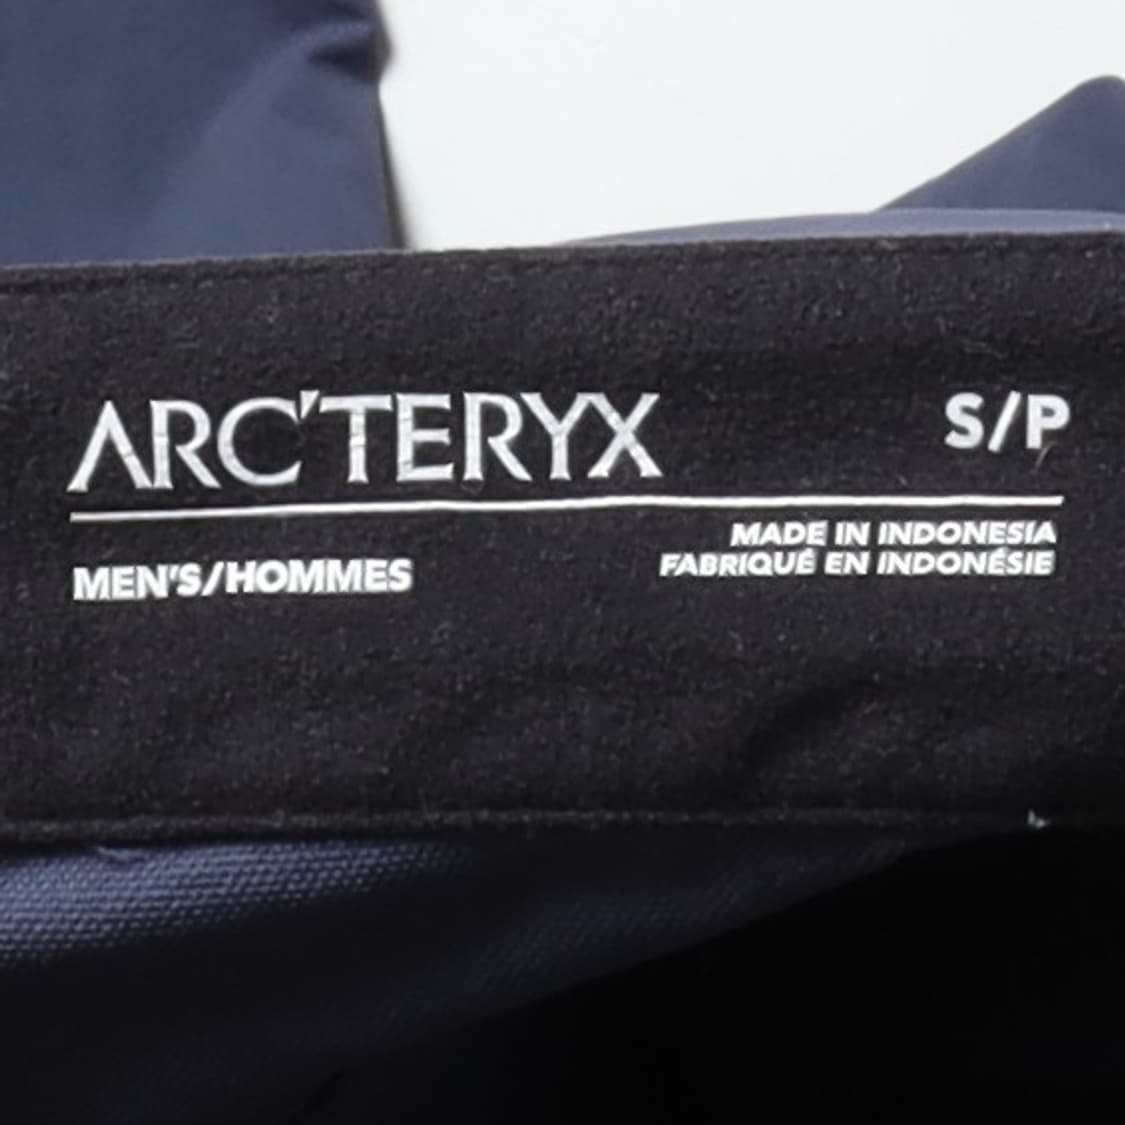 ARC'TERYX S/P
MEN'S/HOMMES
MADE IN INDONESIA
FABRIQUÉ EN INDONÉSIE